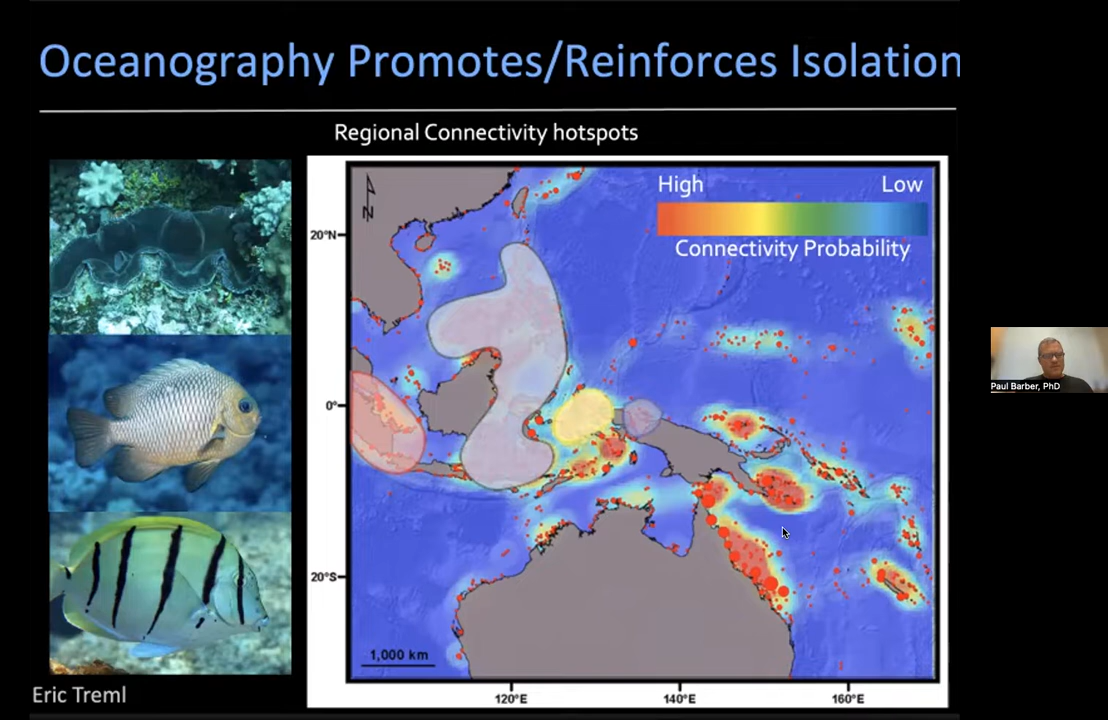 Oceanography Promotes/Reinforces Isolation
Regional Connectivity hotspots
High Low
Connectivity Probability
N
20°N
0°
20°S
1,000 km
120°E 140°E 160°E
Eric Treml
Paul Barber, PhD